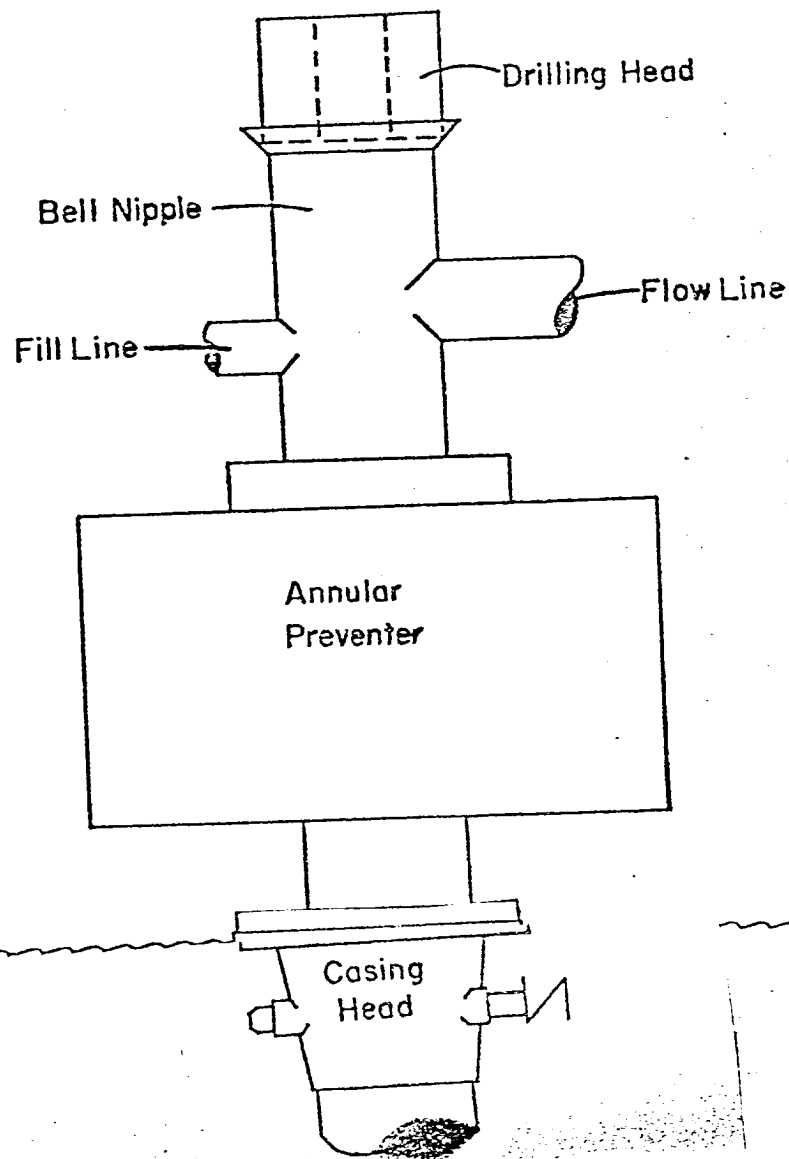 Drilling Head
Bell Nipple
Flow Line
Fill Line
Annular
Preventer
Casing
Head